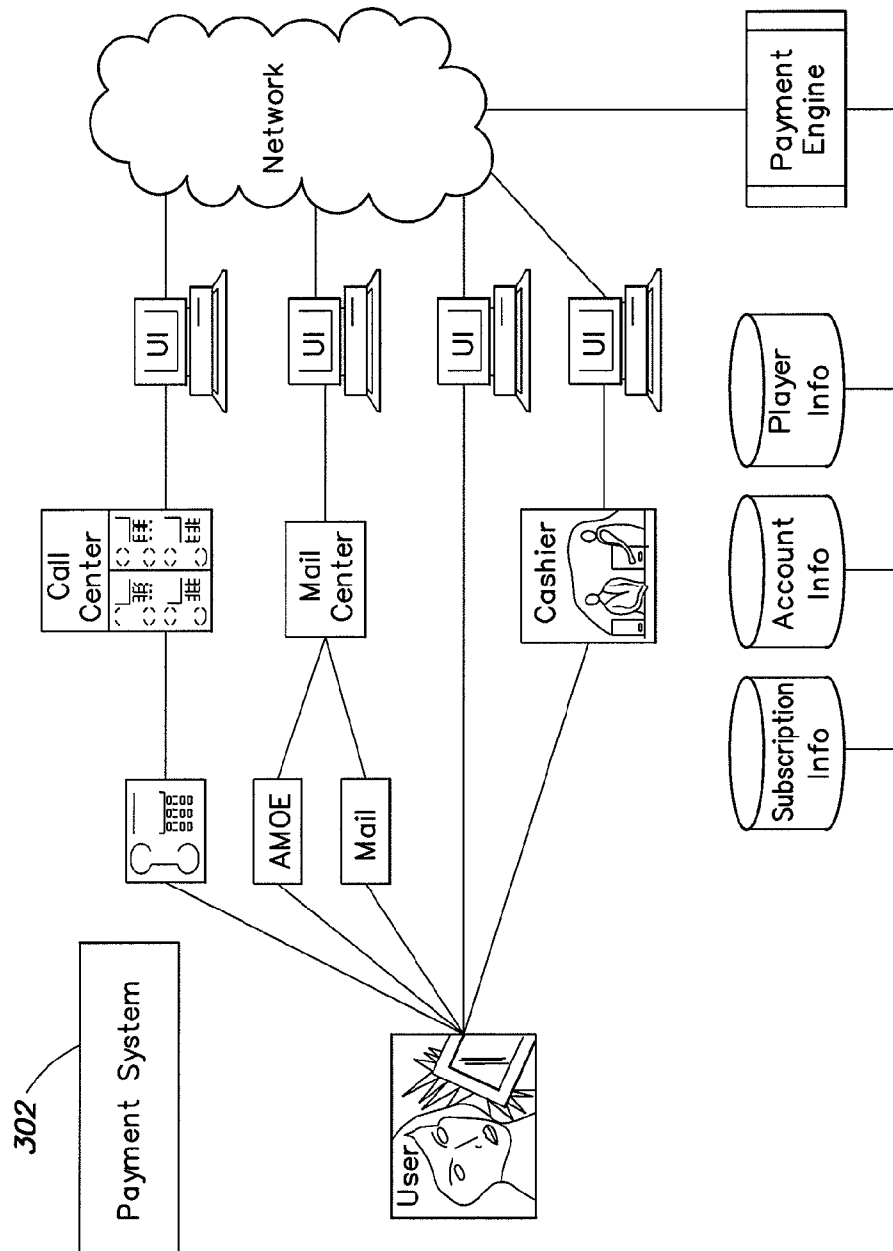 302
Payment System
User
AMOE
Mail
Call
Center
Mail
Center
Cashier
UI
UI
UI
UI
Network
Subscription
Info
Account
Info
Player
Info
Payment
Engine